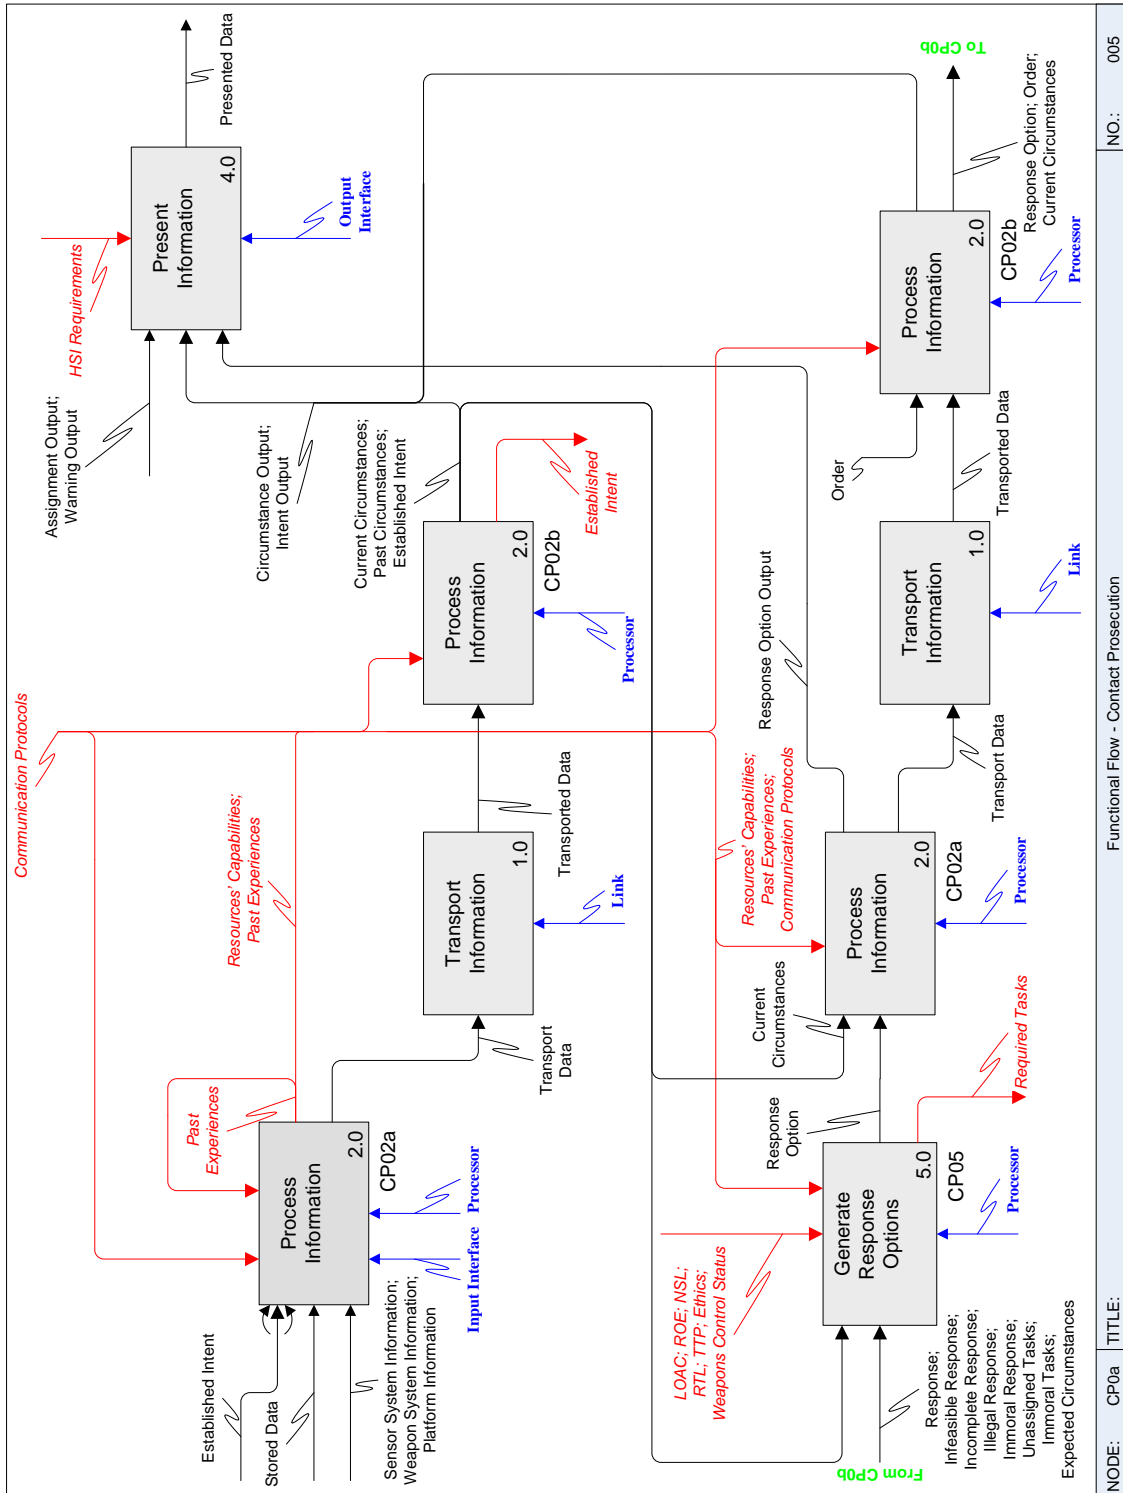 Communication Protocols
HSI Requirements
Assignment Output;
Warning Output
Presented Data
Present
Information
4.0
Output
Interface
Circumstance Output;
Intent Output
Current Circumstances;
Past Circumstances;
Established Intent
Established
Intent
Resources' Capabilities;
Past Experiences
Past
Experiences
Established Intent
Stored Data
Sensor System Information;
Weapon System Information;
Platform Information
Process
Information
2.0
CP02a
Input Interface
Processor
Transport
Data
Transport
Information
1.0
Link
Transported Data
Process
Information
2.0
CP02b
Processor
LOAC; ROE; NSL;
RTL; TTP; Ethics;
Weapons Control Status
From CP0b
Response;
Infeasible Response;
Incomplete Response;
Illegal Response;
Immoral Response;
Unassigned Tasks;
Immoral Tasks;
Expected Circumstances
Generate
Response
Options
5.0
CP05
Processor
Required Tasks
Response
Option
Current
Circumstances
Resources' Capabilities;
Past Experiences;
Communication Protocols
Process
Information
2.0
CP02a
Processor
Response Option Output
Transport Data
Transport
Information
1.0
Link
Transported Data
Order
Process
Information
2.0
CP02b
Processor
Response Option; Order;
Current Circumstances
To CP0b
NODE:
CP0a
TITLE:
Functional Flow - Contact Prosecution
NO.:
005